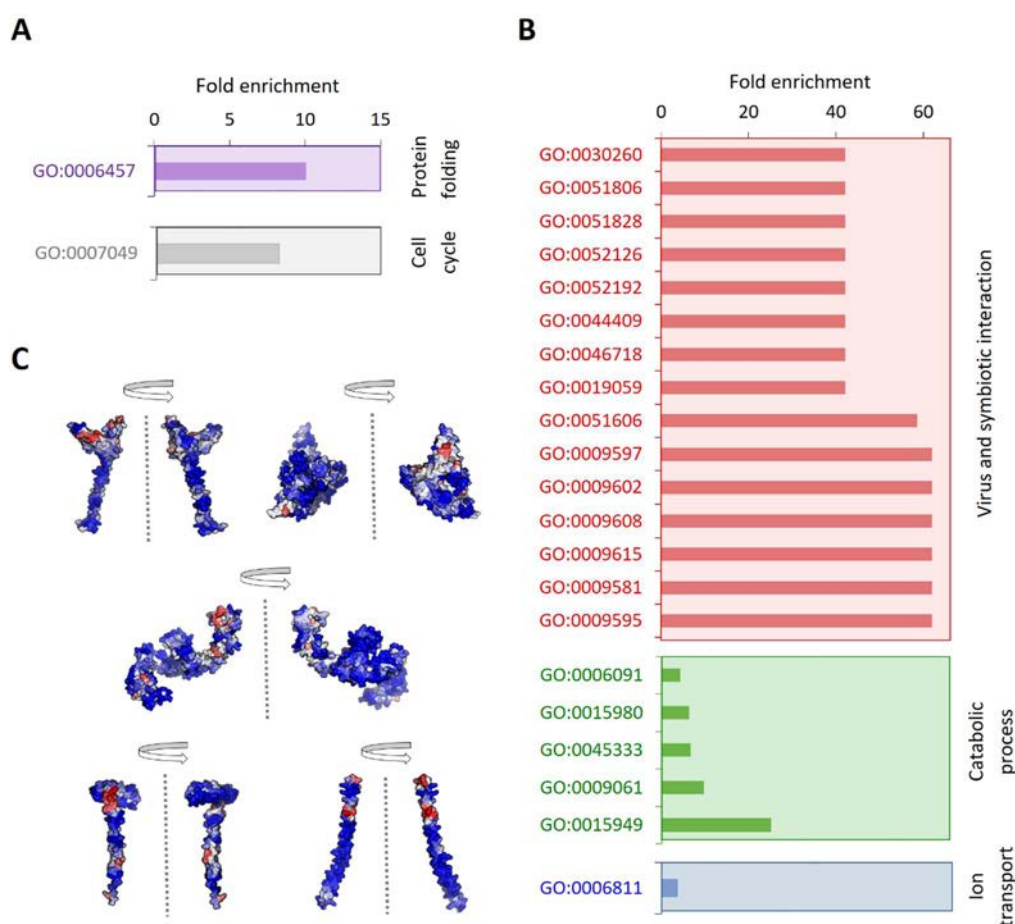 A
Fold enrichment
0 5 10 15
GO:0006457
Protein
folding
GO:0007049
Cell
cycle
B
Fold enrichment
0 20 40 60
GO:0030260
GO:0051806
GO:0051828
GO:0052126
GO:0052192
GO:0044409
GO:0046718
GO:0019059
GO:0051606
GO:0009597
GO:0009602
GO:0009608
GO:0009615
GO:0009581
GO:0009595
Virus and symbiotic interaction
GO:0006091
GO:0015980
GO:0045333
GO:0009061
GO:0015949
Catabolic
process
GO:0006811
Ion
transport
C